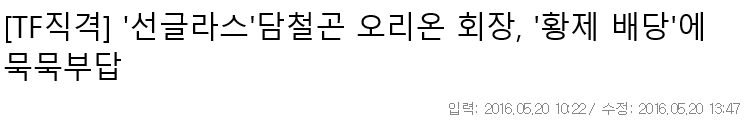 [TF직격] '선글라스'담철곤 오리온 회장, '황제 배당'에
묵묵부답
입력: 2016.05.20 10:22 / 수정: 2016.05.20 13:47